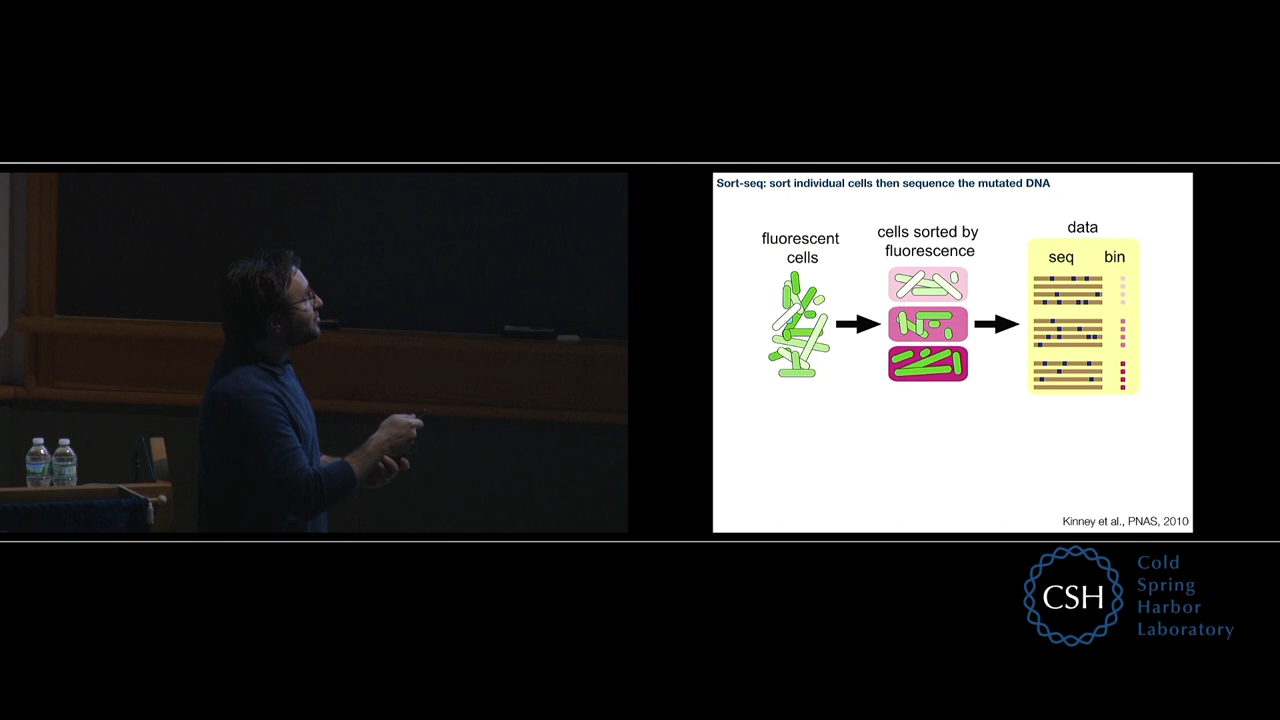 Sort-seq: sort individual cells then sequence the mutated DNA
fluorescent
cells
cells sorted by
fluorescence
data
seq bin
Kinney et al., PNAS, 2010
CSH
Cold
Spring
Harbor
Laboratory